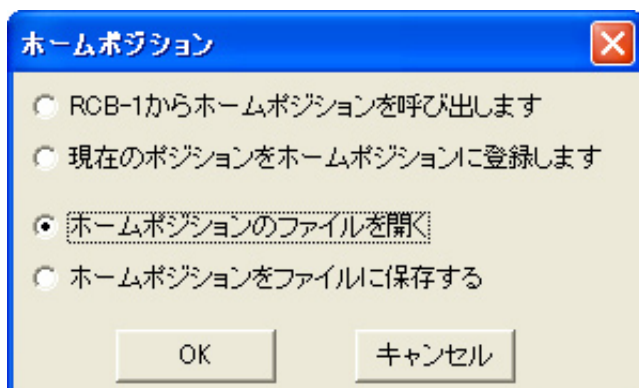 ホームポジション
RCB-1からホームポジションを呼び出します
現在のポジションをホームポジションに登録します
ホームポジションのファイルを開く
ホームポジションをファイルに保存する
OK
キャンセル